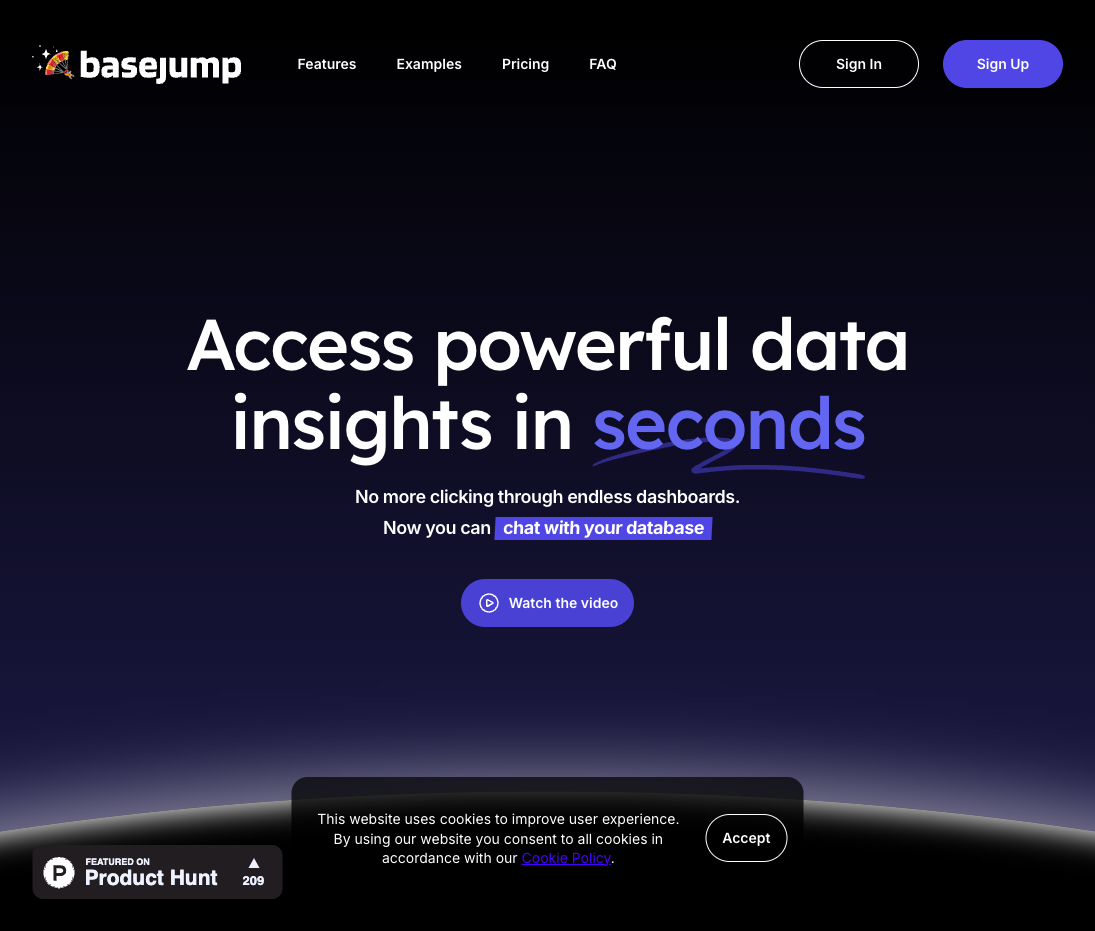 basejump
Features
Examples
Pricing
FAQ
Sign In
Sign Up
Access powerful data
insights in seconds
No more clicking through endless dashboards.
Now you can chat with your database
Watch the video
This website uses cookies to improve user experience.
By using our website you consent to all cookies in
accordance with our Cookie Policy.
Accept
P
FEATURED ON
Product Hunt
▲
209